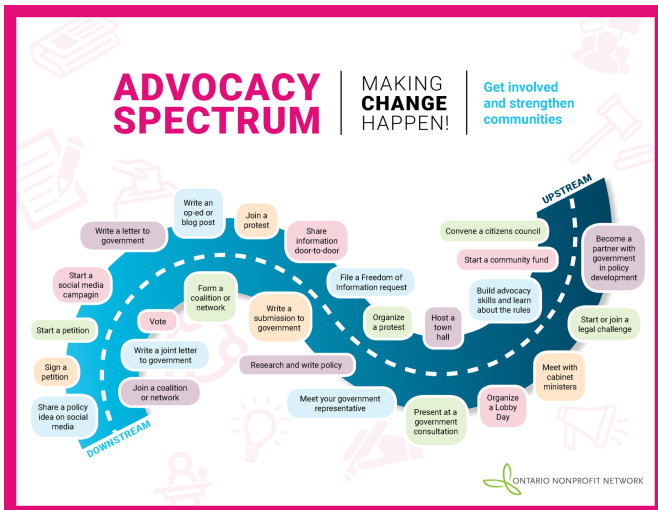 ADVOCACY
SPECTRUM
MAKING
CHANGE
HAPPEN!
Get involved
and strengthen
communities
UPSTREAM
Write an
op-ed or
blog post
Join a
protest
Write a letter to
government
Share
information
door-to-door
Convene a citizens council
Become a
partner with
government
in policy
development
Start a community fund
Start a
social media
campagin
File a Freedom of
Information request
Form a
coalition or
network
Build advocacy
skills and learn
about the rules
Write a
submission to
government
Organize
a protest
Host a
town
hall
Start or join a
legal challenge
Start a petition
Vote
Write a joint letter
to government
Research and write policy
Meet with
cabinet
ministers
Sign a
petition
Join a coalition
or network
Meet your government
representative
Organize
a Lobby
Day
Share a policy
idea on social
media
Present at a
government
consultation
DOWNSTREAM
ONTARIO NONPROFIT NETWORK